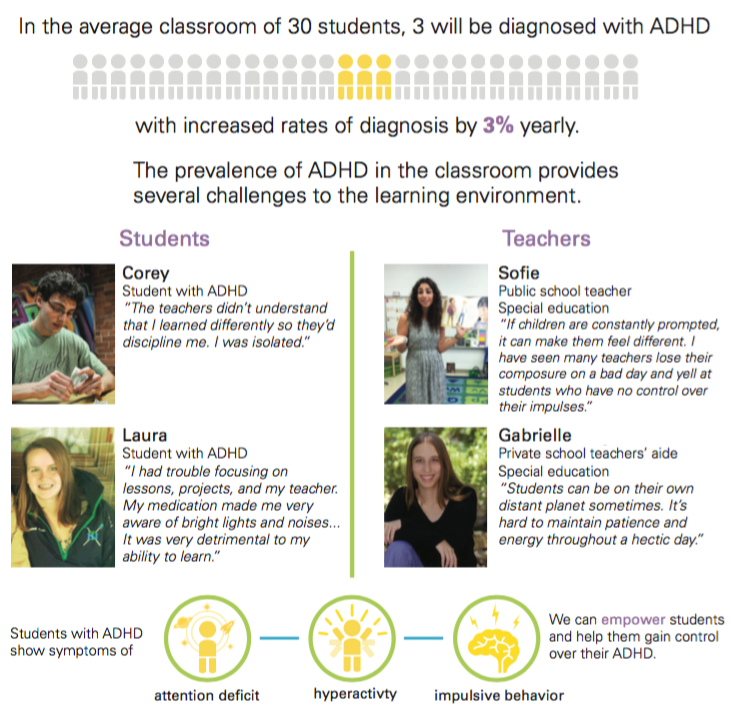 In the average classroom of 30 students, 3 will be diagnosed with ADHD
with increased rates of diagnosis by 3% yearly.
The prevalence of ADHD in the classroom provides
several challenges to the learning environment.
Students
Corey
Student with ADHD
"The teachers didn't understand
that I learned differently so they'd
discipline me. I was isolated."
Laura
Student with ADHD
"I had trouble focusing on
lessons, projects, and my teacher.
My medication made me very
aware of bright lights and noises...
It was very detrimental to my
ability to learn."
Teachers
Sofie
Public school teacher
Special education
"If children are constantly prompted,
it can make them feel different. I
have seen many teachers lose their
composure on a bad day and yell at
students who have no control over
their impulses."
Gabrielle
Private school teachers' aide
Special education
"Students can be on their own
distant planet sometimes. It's
hard to maintain patience and
energy throughout a hectic day."
Students with ADHD
show symptoms of
attention deficit
hyperactivty
impulsive behavior
We can empower students
and help them gain control
over their ADHD.